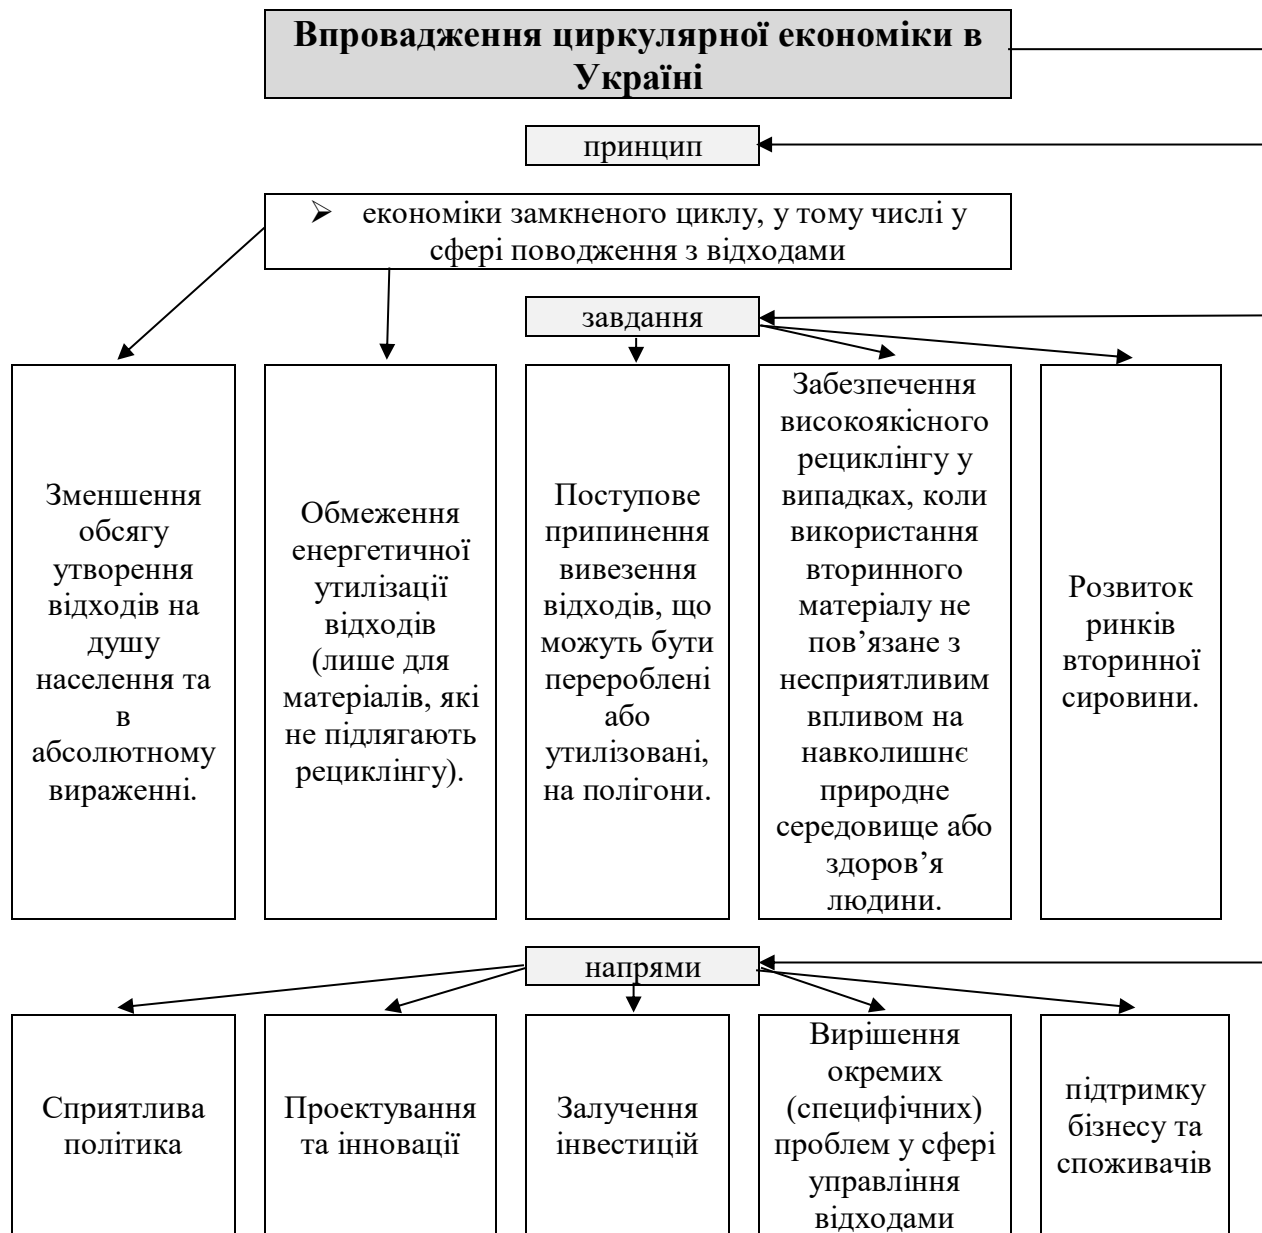 Впровадження циркулярної економіки в
Україні
принцип
➢ економіки замкненого циклу, у тому числі у
сфері поводження з відходами
завдання
Зменшення
обсягу
утворення
відходів на
душу
населення та
в
абсолютному
вираженні.
Обмеження
енергетичної
утилізації
відходів
(лише для
матеріалів, які
не підлягають
рециклінгу).
Поступове
припинення
вивезення
відходів, що
можуть бути
перероблені
або
утилізовані,
на полігони.
Забезпечення
високоякісного
рециклінгу у
випадках, коли
використання
вторинного
матеріалу не
пов’язане з
несприятливим
впливом на
навколишнє
природне
середовище або
здоров’я
людини.
Розвиток
ринків
вторинної
сировини.
напрями
Сприятлива
політика
Проектування
та інновації
Залучення
інвестицій
Вирішення
окремих
(специфічних)
проблем у сфері
управління
відходами
підтримку
бізнесу та
споживачів